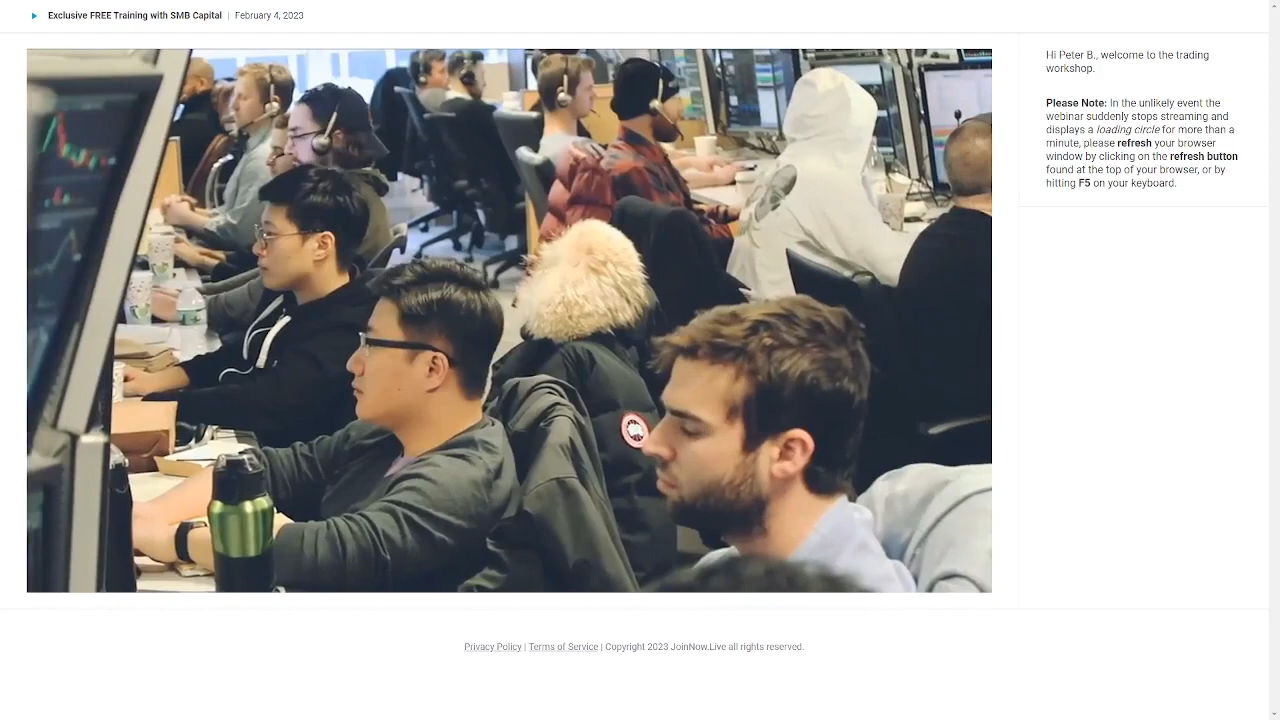 Exclusive FREE Training with SMB Capital | February 4, 2023
Hi Peter B., welcome to the trading
workshop.
Please Note: In the unlikely event the
webinar suddenly stops streaming and
displays a loading circle for more than a
minute, please refresh your browser
window by clicking on the refresh button
found at the top of your browser, or by
hitting F5 on your keyboard.
Privacy Policy | Terms of Service | Copyright 2023 JoinNow.Live all rights reserved.